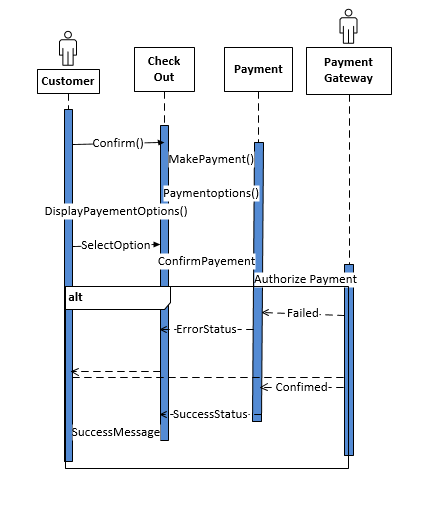 Customer
Check
Out
Payment
Payment
Gateway
Confirm()
MakePayment()
Paymentoptions()
DisplayPayementOptions()
SelectOption
ConfirmPayement
Authorize Payment
alt
Failed
ErrorStatus
Confimed
SuccessStatus
SuccessMessage